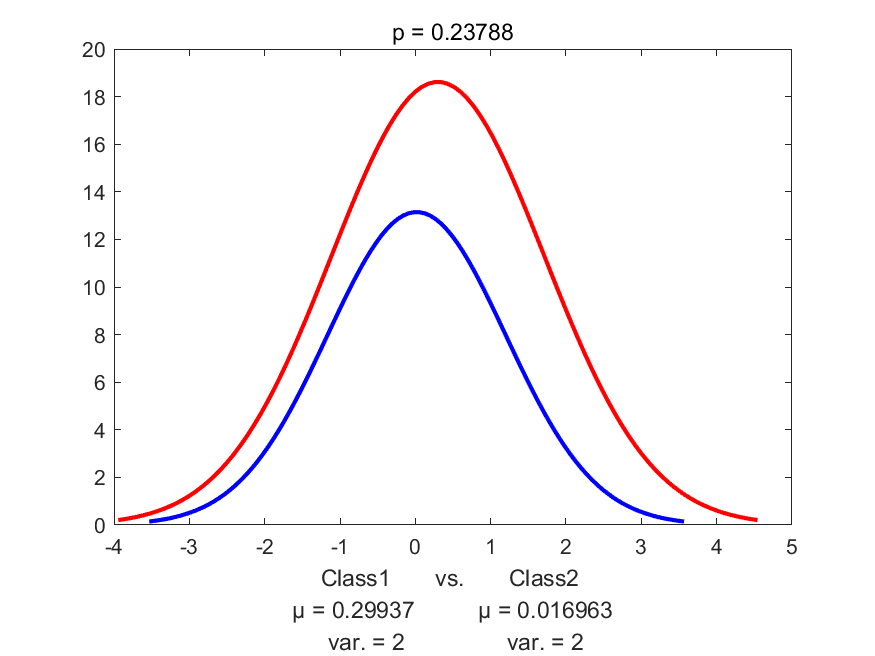 p = 0.23788
20
18
16
14
12
10
8
6
4
2
0
-4 -3 -2 -1 0 1 2 3 4 5
Class1 vs. Class2
μ = 0.29937 μ = 0.016963
var. = 2 var. = 2